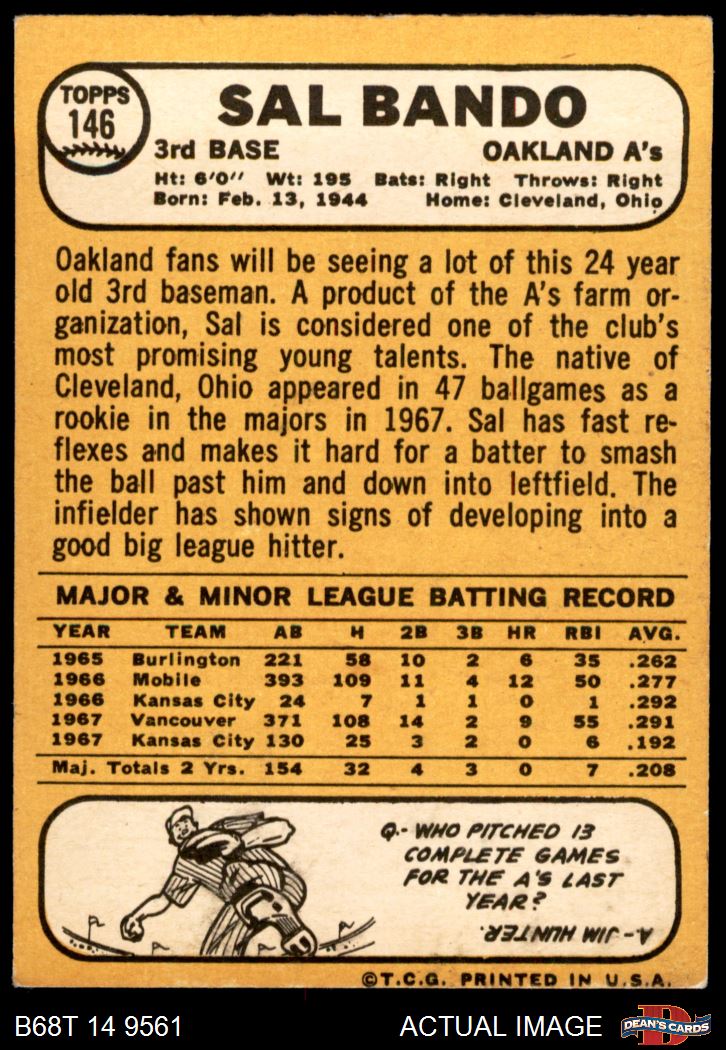 TOPPS
146
SAL BANDO
3rd BASE OAKLAND A's
Ht: 6'0" Wt: 195 Bats: Right Throws: Right
Born: Feb. 13, 1944 Home: Cleveland, Ohio
Oakland fans will be seeing a lot of this 24 year
old 3rd baseman. A product of the A's farm or-
ganization, Sal is considered one of the club's
most promising young talents. The native of
Cleveland, Ohio appeared in 47 ballgames as a
rookie in the majors in 1967. Sal has fast re-
flexes and makes it hard for a batter to smash
the ball past him and down into leftfield. The
infielder has shown signs of developing into a
good big league hitter.
MAJOR & MINOR LEAGUE BATTING RECORD
YEAR TEAM AB H 2B 3B HR RBI AVG.
1965 Burlington 221 58 10 2 6 35 .262
1966 Mobile 393 109 11 4 12 50 .277
1966 Kansas City 24 7 1 1 0 1 .292
1967 Vancouver 371 108 14 2 9 55 .291
1967 Kansas City 130 25 3 2 0 6 .192
Maj. Totals 2 Yrs. 154 32 4 3 0 7 .208
Q.- WHO PITCHED 13
COMPLETE GAMES
FOR THE A'S LAST
YEAR?
A.- JIM HUNTER.
©T.C.G. PRINTED IN U.S.A.
B68T 14 9561 ACTUAL IMAGE
D
DEAN'S CARDS